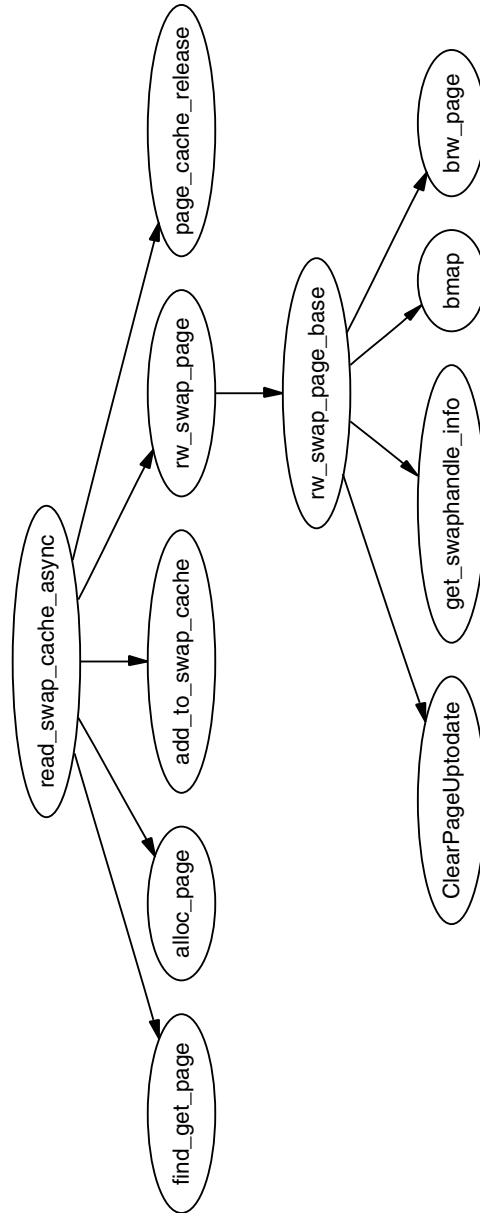 read_swap_cache_async
find_get_page
alloc_page
add_to_swap_cache
rw_swap_page
page_cache_release
rw_swap_page_base
ClearPageUptodate
get_swaphandle_info
bmap
brw_page